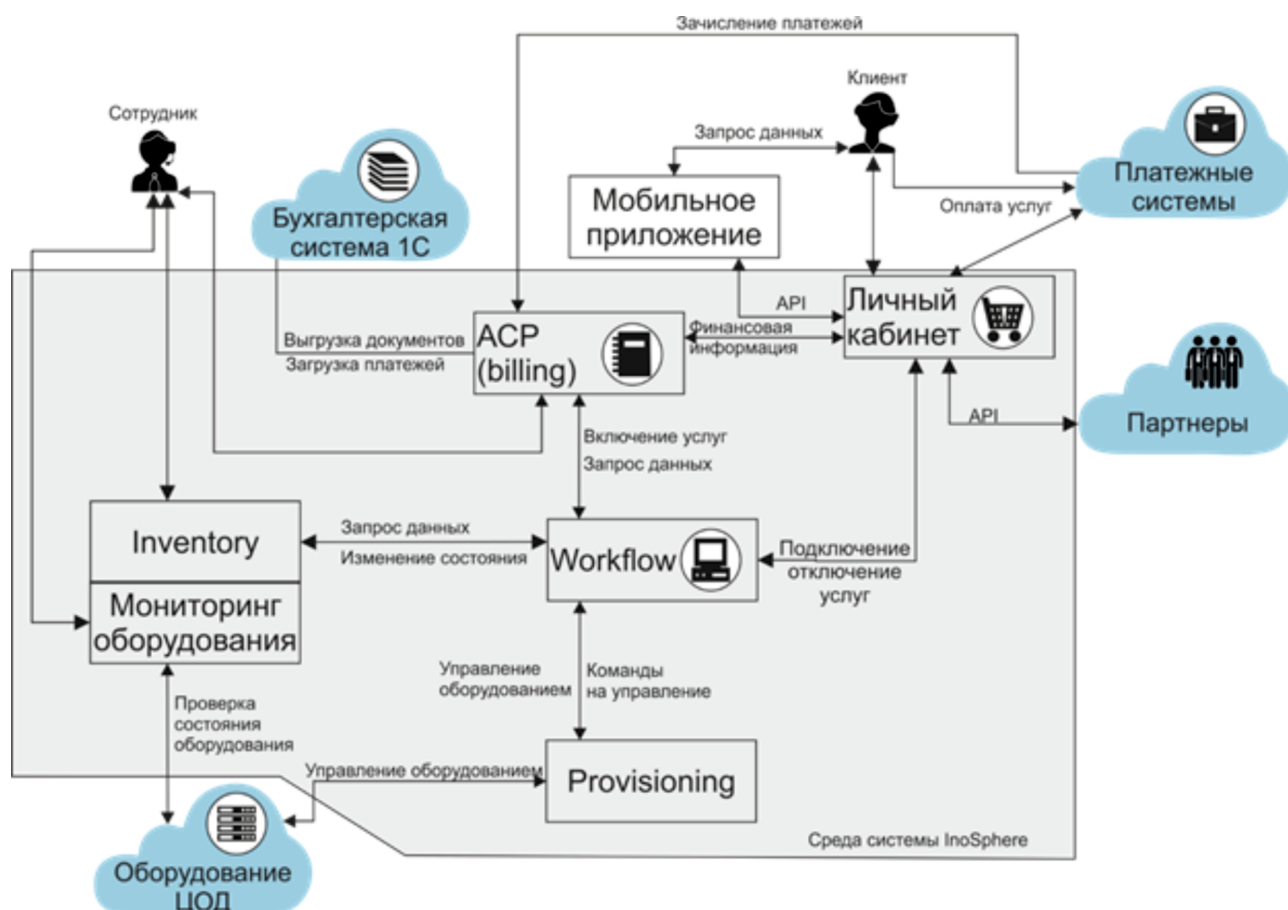 Зачисление платежей
Клиент
Сотрудник
Запрос данных
Платежные
системы
Мобильное
приложение
Оплата услуг
Бухгалтерская
система 1С
API
Личный
кабинет
Выгрузка документов
Загрузка платежей
АСР
(billing)
Финансовая
информация
API
Партнеры
Включение услуг
Запрос данных
Inventory
Запрос данных
Изменение состояния
Workflow
Подключение
отключение
услуг
Мониторинг
оборудования
Управление
оборудованием
Команды
на управление
Проверка
состояния
оборудования
Управление оборудованием
Provisioning
Среда системы InoSphere
Оборудование
ЦОД